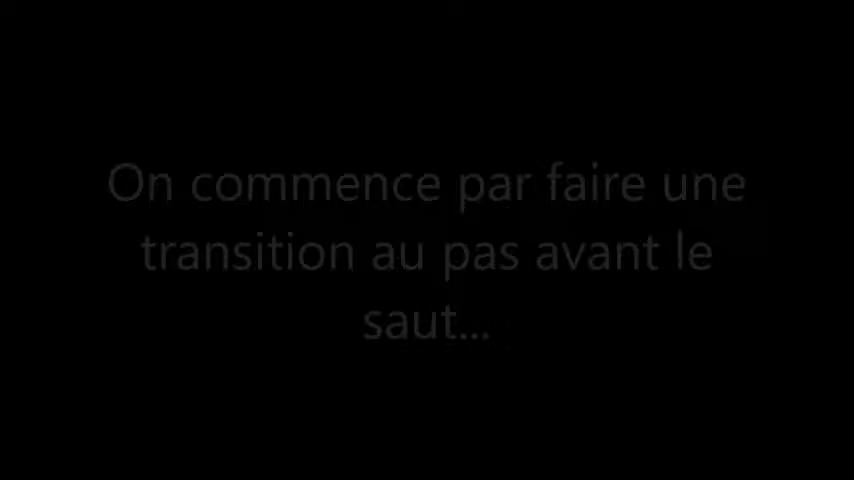 On commence par faire une
transition au pas avant le
saut...